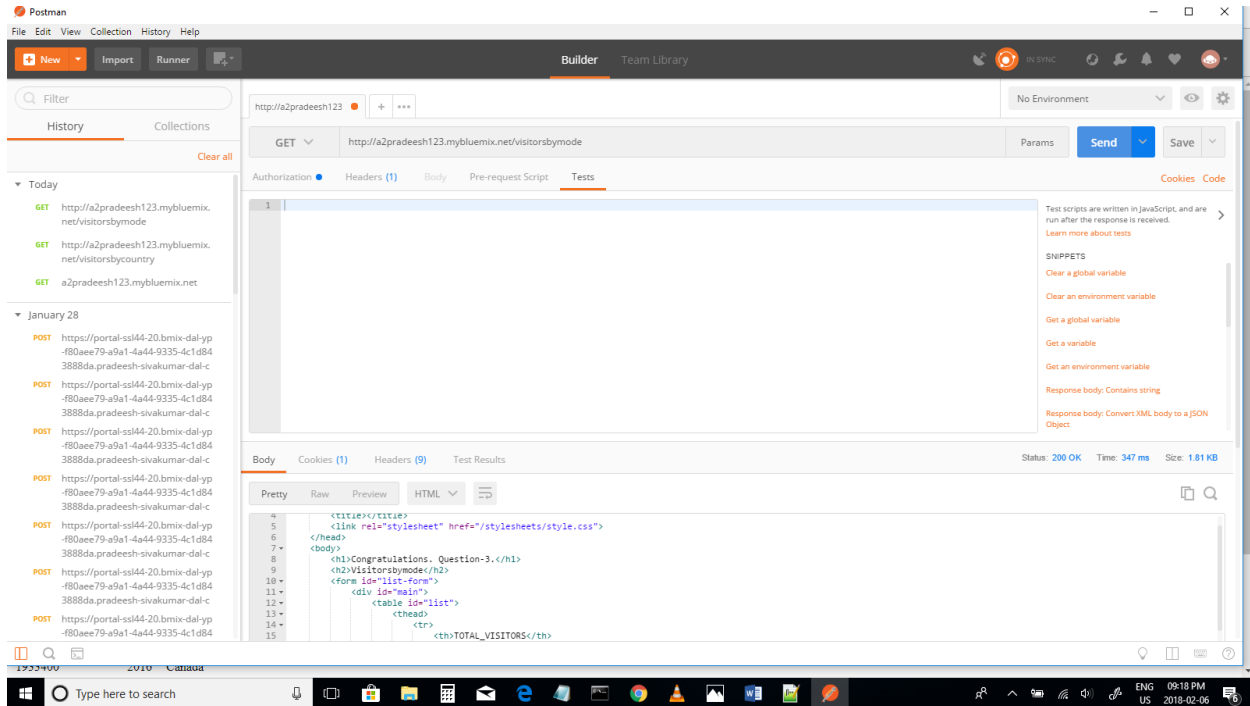 Postman
File Edit View Collection History Help
New Import Runner
Builder Team Library
IN SYNC
Filter
History Collections
Clear all
Today
GET http://a2pradeesh123.mybluemix.
net/visitorsbymode
GET http://a2pradeesh123.mybluemix.
net/visitorsbycountry
GET a2pradeesh123.mybluemix.net
January 28
POST https://portal-ssl44-20.bmix-dal-yp
-f80aee79-a9a1-4a44-9335-4c1d84
3888da.pradeesh-sivakumar-dal-c
POST https://portal-ssl44-20.bmix-dal-yp
-f80aee79-a9a1-4a44-9335-4c1d84
3888da.pradeesh-sivakumar-dal-c
POST https://portal-ssl44-20.bmix-dal-yp
-f80aee79-a9a1-4a44-9335-4c1d84
3888da.pradeesh-sivakumar-dal-c
POST https://portal-ssl44-20.bmix-dal-yp
-f80aee79-a9a1-4a44-9335-4c1d84
3888da.pradeesh-sivakumar-dal-c
POST https://portal-ssl44-20.bmix-dal-yp
-f80aee79-a9a1-4a44-9335-4c1d84
3888da.pradeesh-sivakumar-dal-c
POST https://portal-ssl44-20.bmix-dal-yp
-f80aee79-a9a1-4a44-9335-4c1d84
3888da.pradeesh-sivakumar-dal-c
POST https://portal-ssl44-20.bmix-dal-yp
-f80aee79-a9a1-4a44-9335-4c1d84
http://a2pradeesh123 + •••
No Environment
GET http://a2pradeesh123.mybluemix.net/visitorsbymode Params Send Save
Authorization Headers (1) Body Pre-request Script Tests Cookies Code
1
Test scripts are written in JavaScript, and are
run after the response is received.
Learn more about tests
SNIPPETS
Clear a global variable
Clear an environment variable
Get a global variable
Get a variable
Get an environment variable
Response body: Contains string
Response body: Convert XML body to a JSON
Object
Body Cookies (1) Headers (9) Test Results Status: 200 OK Time: 347 ms Size: 1.81 KB
Pretty Raw Preview HTML
4 <title></title>
5 <link rel="stylesheet" href="/stylesheets/style.css">
6 </head>
7 <body>
8 <h1>Congratulations. Question-3.</h1>
9 <h2>Visitorsbymode</h2>
10 <form id="list-form">
11 <div id="main">
12 <table id="list">
13 <thead>
14 <tr>
15 <th>TOTAL_VISITORS</th>
1955400 2016 Canada
Type here to search
ENG 09:18 PM
US 2018-02-06
6